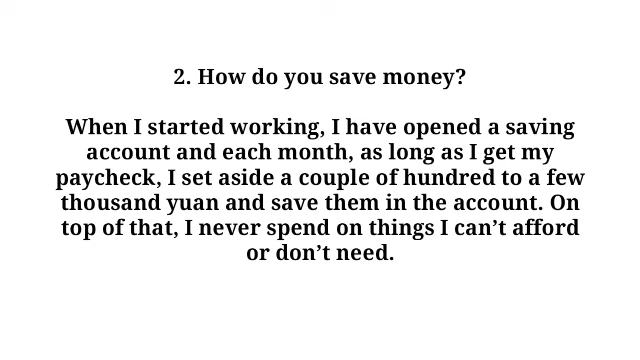 2. How do you save money?
When I started working, I have opened a saving
account and each month, as long as I get my
paycheck, I set aside a couple of hundred to a few
thousand yuan and save them in the account. On
top of that, I never spend on things I can’t afford
or don’t need.